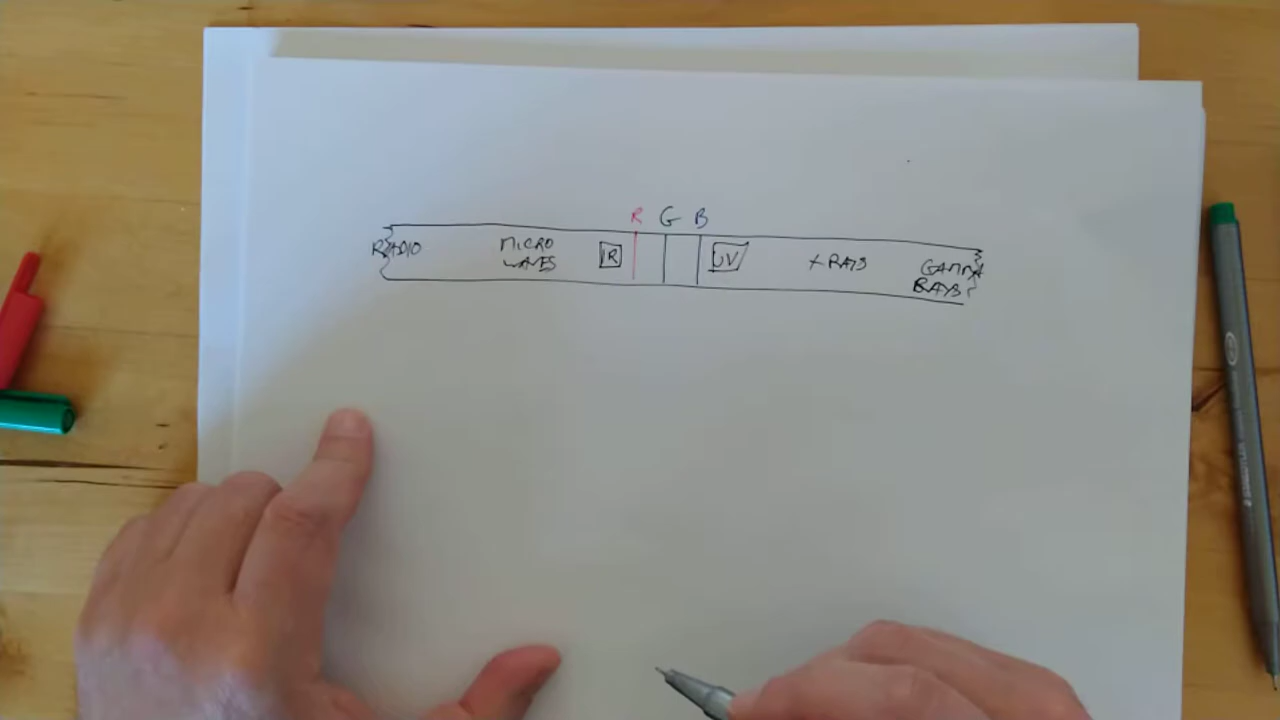 R G B
RADIO
MICRO
WAVES
IR
UV
X RAYS
GAMMA
RAYS